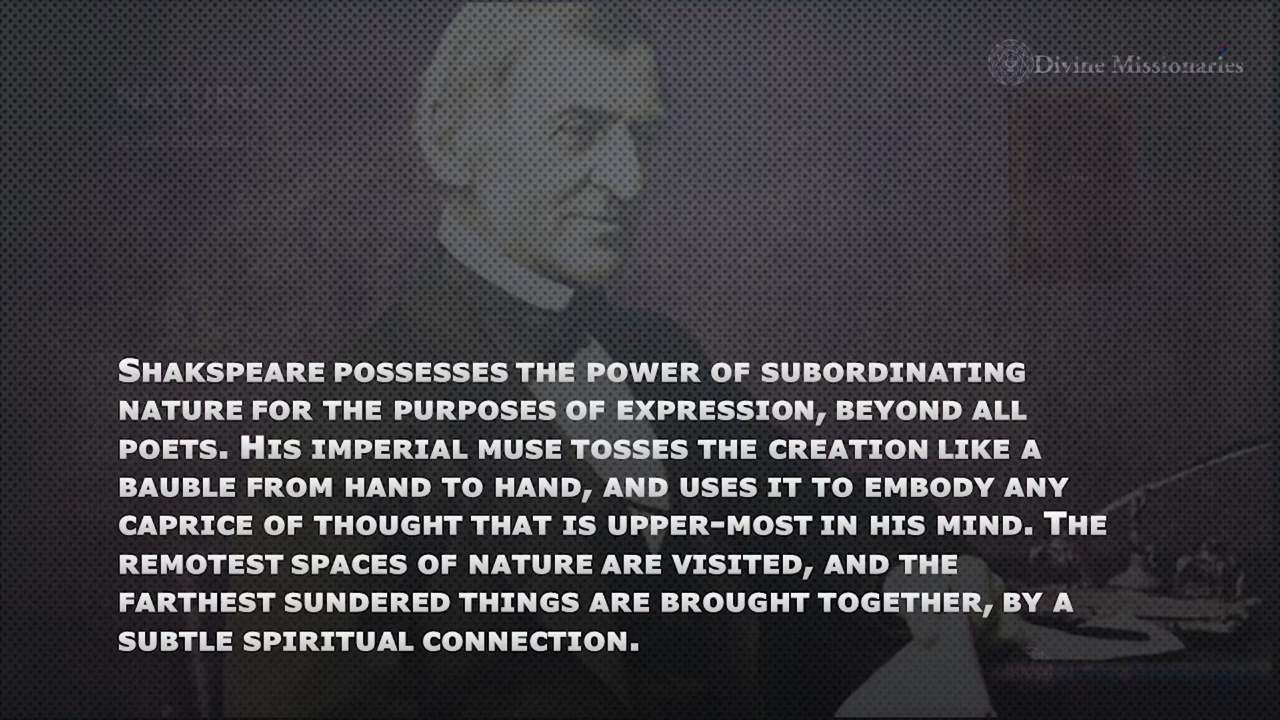 NATURE
Divine Missionaries
Shakspeare possesses the power of subordinating
nature for the purposes of expression, beyond all
poets. His imperial muse tosses the creation like a
bauble from hand to hand, and uses it to embody any
caprice of thought that is upper-most in his mind. The
remotest spaces of nature are visited, and the
farthest sundered things are brought together, by a
subtle spiritual connection.